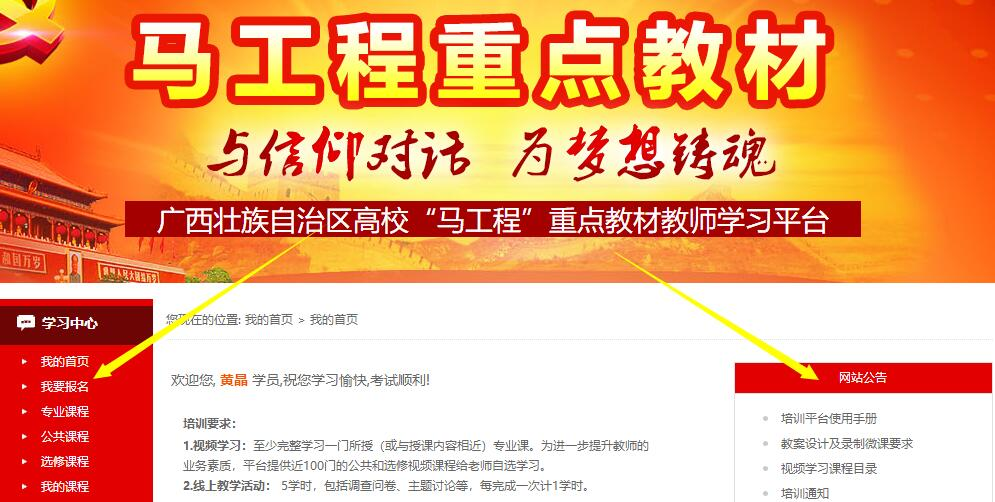 马工程重点教材
与信仰对话 为梦想铸魂
广西壮族自治区高校“马工程”重点教材教师学习平台
学习中心
我的首页
我要报名
专业课程
公共课程
选修课程
我的课程
您现在的位置: 我的首页 > 我的首页
欢迎您, 黄晶 学员,祝您学习愉快,考试顺利!
培训要求:
1.视频学习: 至少完整学习一门所授（或与授课内容相近）专业课。为进一步提升教师的
业务素质，平台提供近100门的公共和选修视频课程给老师自选学习。
2.线上教学活动: 5学时，包括调查问卷、主题讨论等，每完成一次计1学时。
网站公告
培训平台使用手册
教案设计及录制微课要求
视频学习课程目录
培训通知